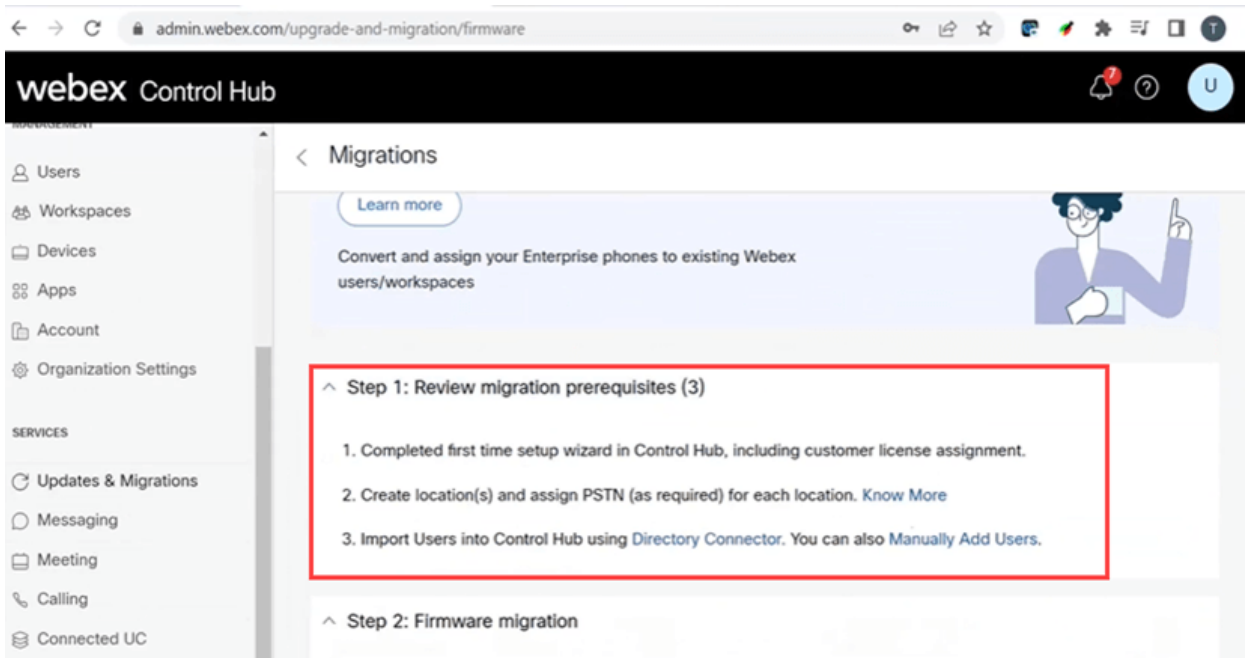 admin.webex.com/upgrade-and-migration/firmware
T
webex Control Hub
7
U
MANAGEMENT
Users
Workspaces
Devices
Apps
Account
Organization Settings
SERVICES
Updates & Migrations
Messaging
Meeting
Calling
Connected UC
Migrations
Learn more
Convert and assign your Enterprise phones to existing Webex
users/workspaces
Step 1: Review migration prerequisites (3)
1. Completed first time setup wizard in Control Hub, including customer license assignment.
2. Create location(s) and assign PSTN (as required) for each location. Know More
3. Import Users into Control Hub using Directory Connector. You can also Manually Add Users.
Step 2: Firmware migration